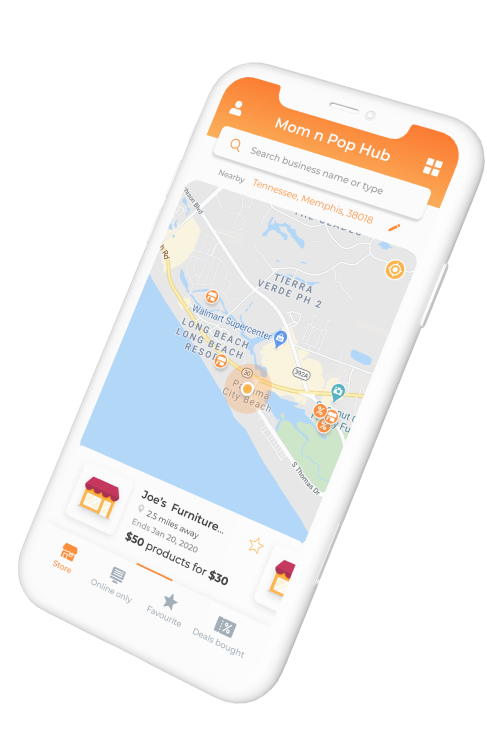 Mom n Pop Hub
Search business name or type
Nearby Tennessee, Memphis, 38018
TIERRA
VERDE PH 2
Walmart Supercenter
LONG BEACH
LONG BEACH
RESORT
30
392A
City Beach
S Thomas Dr
Joe's Furniture...
2.5 miles away
Ends Jan 20, 2020
$50 products for $30
Store
Online only
Favourite
Deals bought